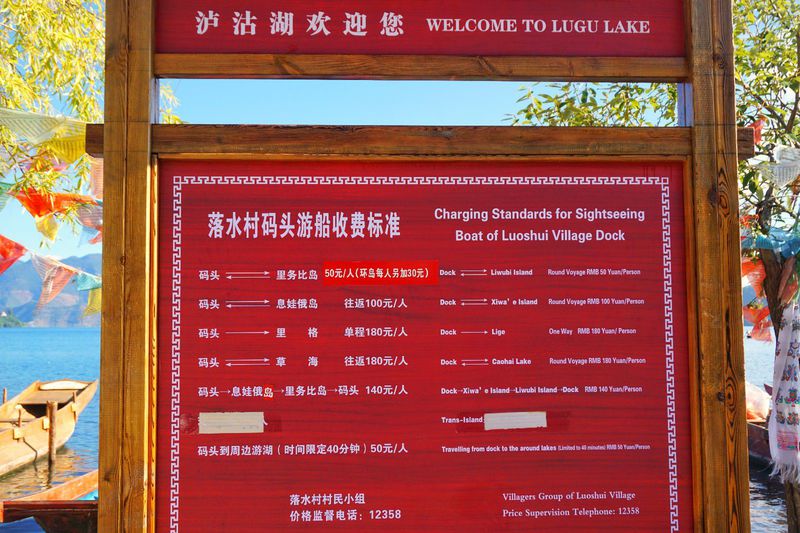 泸沽湖欢迎您 WELCOME TO LUGU LAKE
落水村码头游船收费标准
Charging Standards for Sightseeing
Boat of Luoshui Village Dock
码头 ⟷ 里务比岛 50元/人(环岛每人另加30元)
Dock ⟷ Liwubi Island Round Voyage RMB 50 Yuan/Person
码头 ⟷ 息娃俄岛 往返100元/人
Dock ⟷ Xiwa'e Island Round Voyage RMB 100 Yuan/Person
码头 → 里格 单程180元/人
Dock → Lige One Way RMB 180 Yuan/ Person
码头 ⟷ 草海 往返180元/人
Dock ⟷ Caohai Lake Round Voyage RMB 180 Yuan/Person
码头→息娃俄岛→里务比岛→码头 140元/人
Dock→Xiwa'e Island→Liwubi Island→Dock RMB 140 Yuan/Person
Trans-Island
码头到周边游湖（时间限定40分钟）50元/人
Travelling from dock to the around lakes (Limited to 40 minutes) RMB 50 Yuan/Person
落水村村民小组
价格监督电话：12358
Villagers Group of Luoshui Village
Price Supervision Telephone: 12358